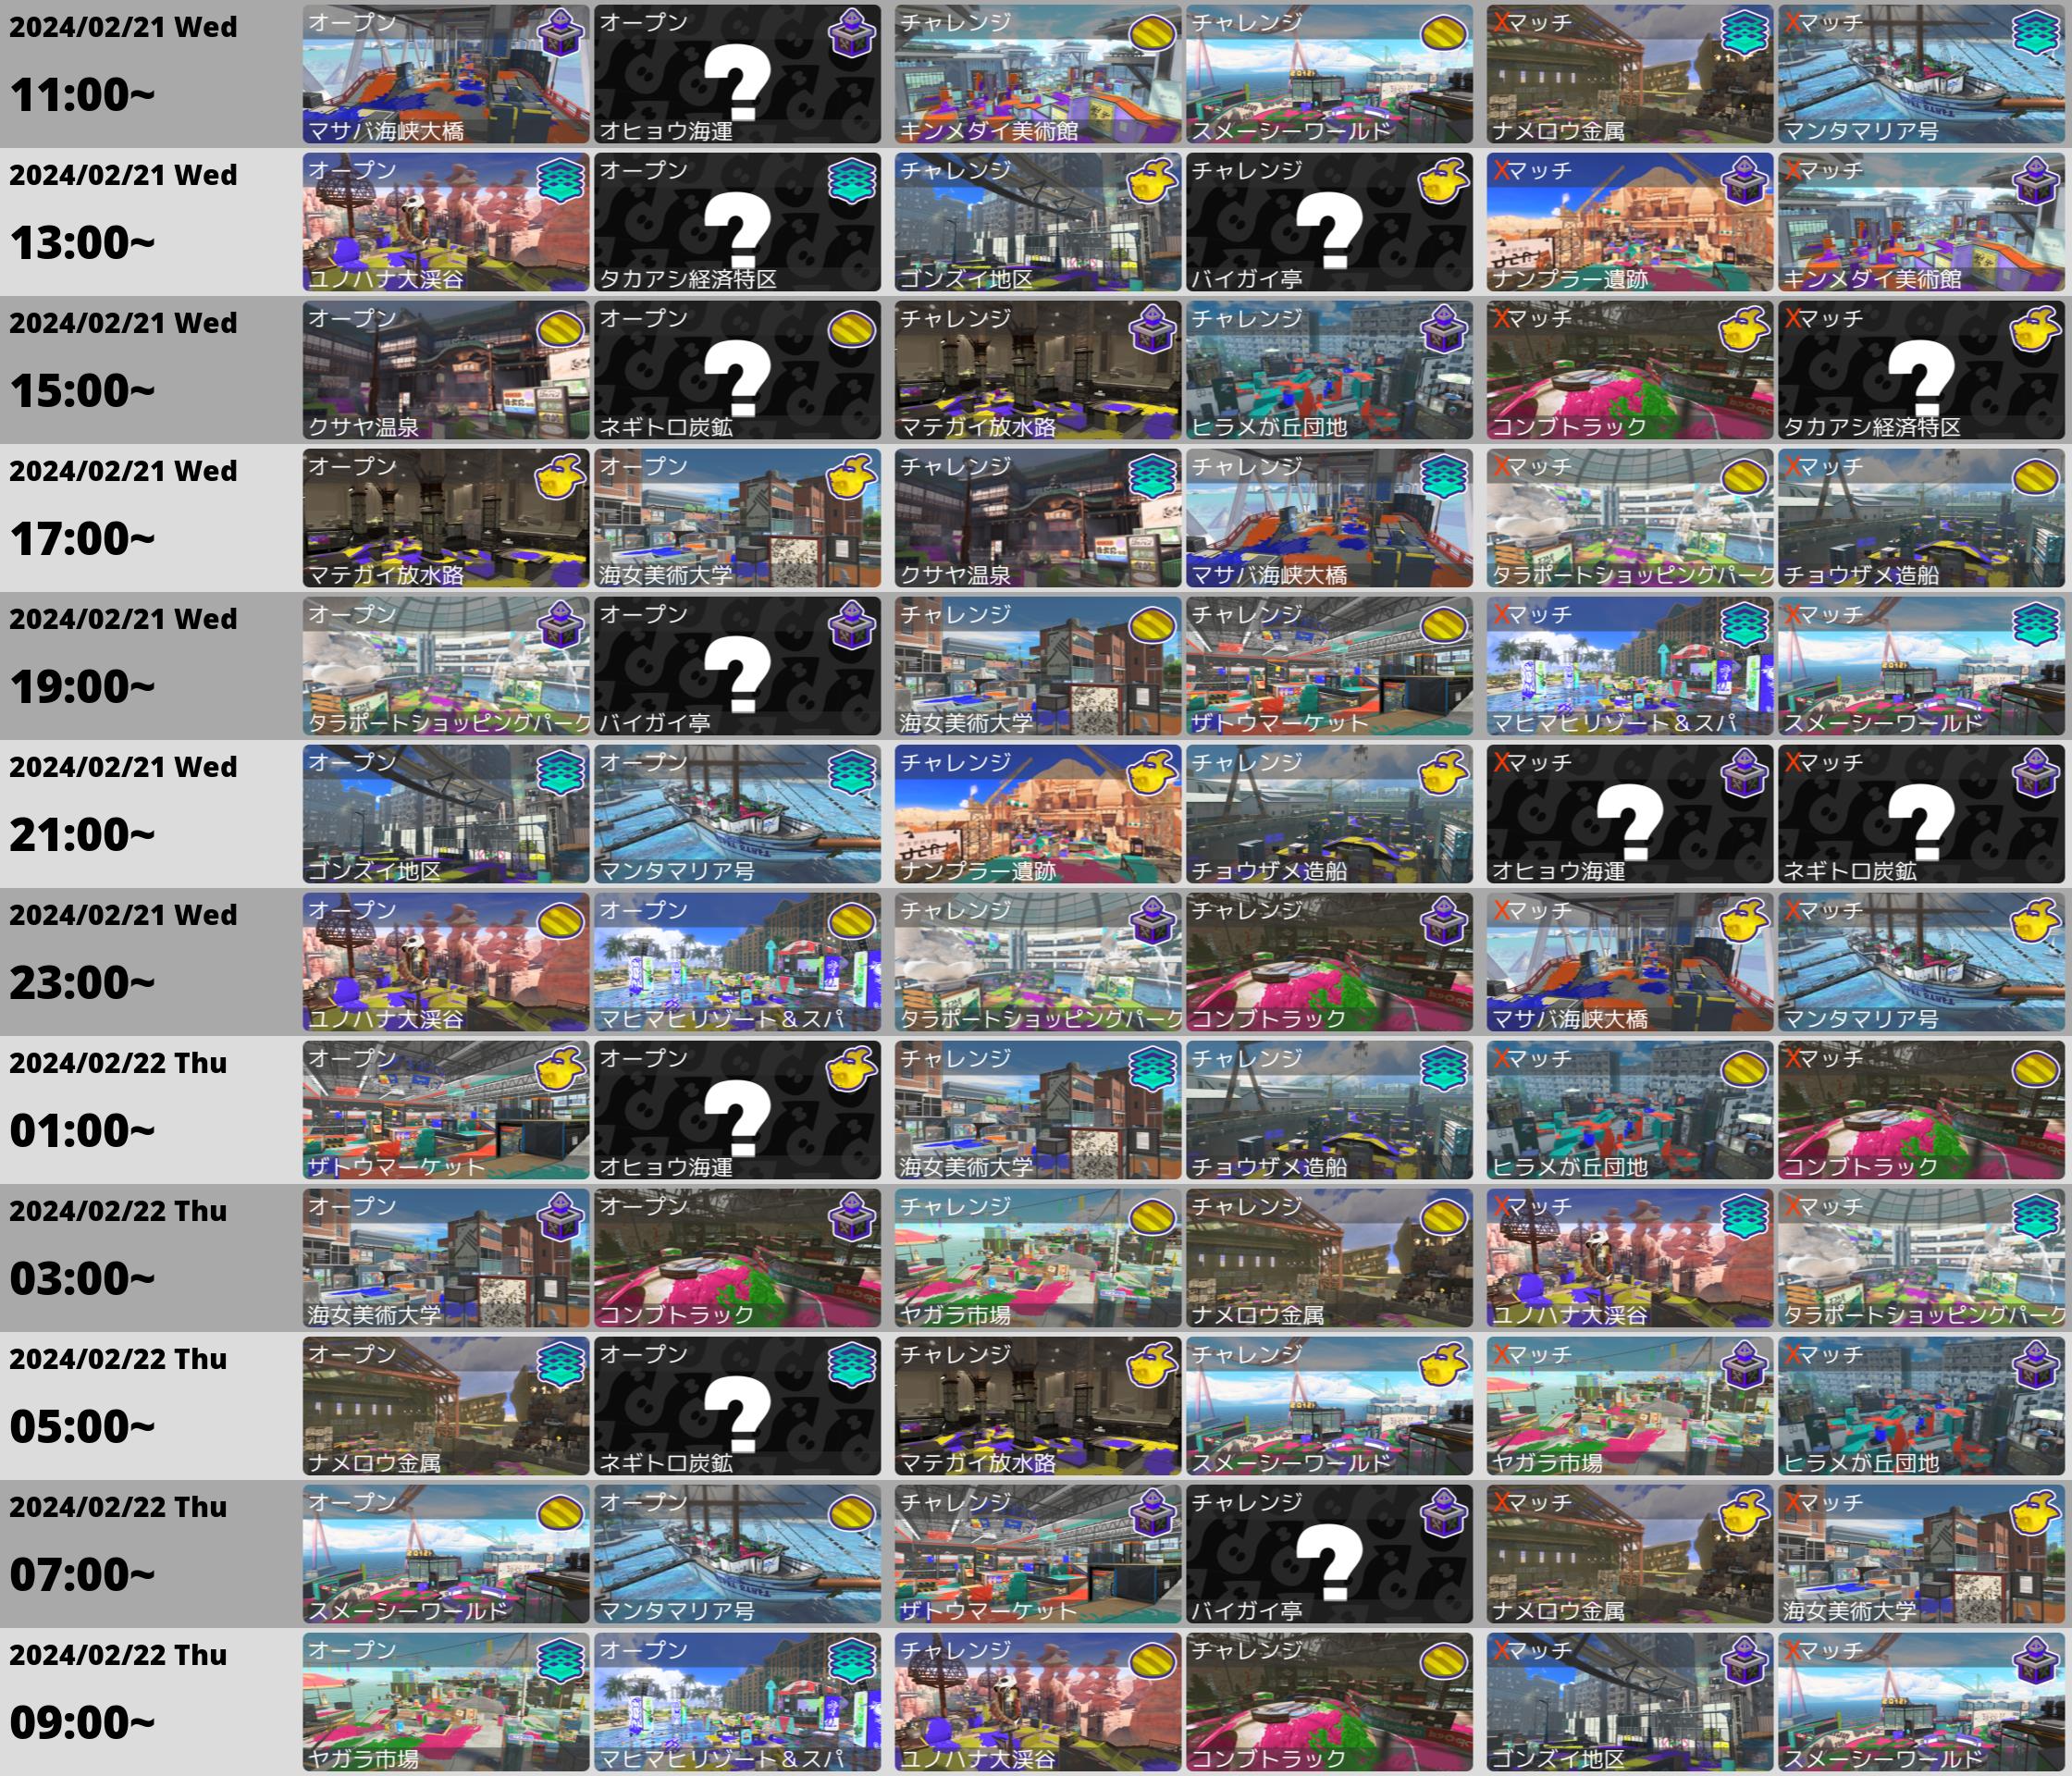 2024/02/21 Wed
11:00~
オープン オープン チャレンジ チャレンジ Xマッチ Xマッチ
マサバ海峡大橋 オヒョウ海運 キンメダイ美術館 スメーシーワールド ナメロウ金属 マンタマリア号
2024/02/21 Wed
13:00~
オープン オープン チャレンジ チャレンジ Xマッチ Xマッチ
ユノハナ大渓谷 タカアシ経済特区 ゴンズイ地区 バイガイ亭 ナンプラー遺跡 キンメダイ美術館
2024/02/21 Wed
15:00~
オープン オープン チャレンジ チャレンジ Xマッチ Xマッチ
クサヤ温泉 ネギトロ炭鉱 マテガイ放水路 ヒラメが丘団地 コンブトラック タカアシ経済特区
2024/02/21 Wed
17:00~
オープン オープン チャレンジ チャレンジ Xマッチ Xマッチ
マテガイ放水路 海女美術大学 クサヤ温泉 マサバ海峡大橋 タラポートショッピングパーク チョウザメ造船
2024/02/21 Wed
19:00~
オープン オープン チャレンジ チャレンジ Xマッチ Xマッチ
タラポートショッピングパーク バイガイ亭 海女美術大学 ザトウマーケット マヒマヒリゾート＆スパ スメーシーワールド
2024/02/21 Wed
21:00~
オープン オープン チャレンジ チャレンジ Xマッチ Xマッチ
ゴンズイ地区 マンタマリア号 ナンプラー遺跡 チョウザメ造船 オヒョウ海運 ネギトロ炭鉱
2024/02/21 Wed
23:00~
オープン オープン チャレンジ チャレンジ Xマッチ Xマッチ
ユノハナ大渓谷 マヒマヒリゾート＆スパ タラポートショッピングパーク コンブトラック マサバ海峡大橋 マンタマリア号
2024/02/22 Thu
01:00~
オープン オープン チャレンジ チャレンジ Xマッチ Xマッチ
ザトウマーケット オヒョウ海運 海女美術大学 チョウザメ造船 ヒラメが丘団地 コンブトラック
2024/02/22 Thu
03:00~
オープン オープン チャレンジ チャレンジ Xマッチ Xマッチ
海女美術大学 コンブトラック ヤガラ市場 ナメロウ金属 ユノハナ大渓谷 タラポートショッピングパーク
2024/02/22 Thu
05:00~
オープン オープン チャレンジ チャレンジ Xマッチ Xマッチ
ナメロウ金属 ネギトロ炭鉱 マテガイ放水路 スメーシーワールド ヤガラ市場 ヒラメが丘団地
2024/02/22 Thu
07:00~
オープン オープン チャレンジ チャレンジ Xマッチ Xマッチ
スメーシーワールド マンタマリア号 ザトウマーケット バイガイ亭 ナメロウ金属 海女美術大学
2024/02/22 Thu
09:00~
オープン オープン チャレンジ チャレンジ Xマッチ Xマッチ
ヤガラ市場 マヒマヒリゾート＆スパ ユノハナ大渓谷 コンブトラック ゴンズイ地区 スメーシーワールド